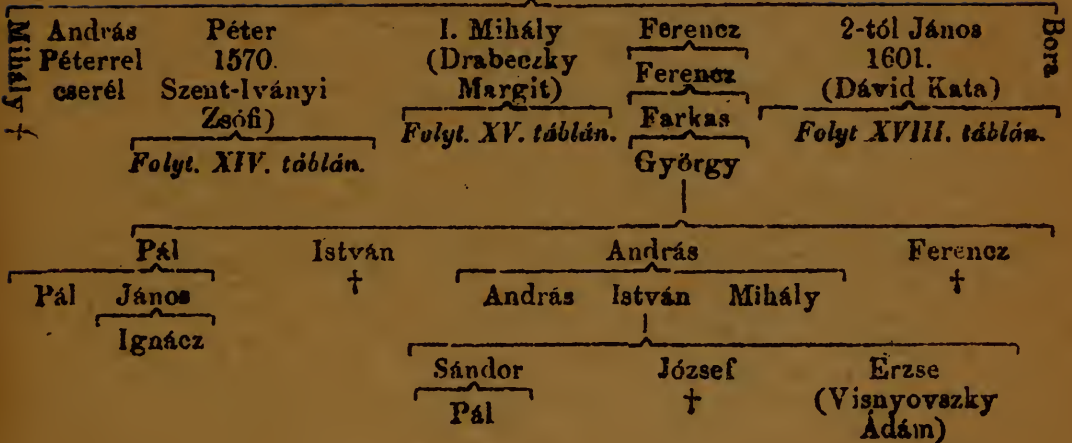 Mihály †
András Péter I. Mihály Ferencz 2-tól János
Péterrel 1570. (Drabeczky Ferencz 1601.
cserél Szent-Iványi Margit) Farkas (Dávid Kata)
Zsófi) Folyt. XV. táblán. György Folyt XVIII. táblán.
Folyt. XIV. táblán.
Bora
Pál István András Ferencz
† †
Pál János András István Mihály
Ignácz
Sándor József Erzse
Pál † (Visnyovszky
Ádám)